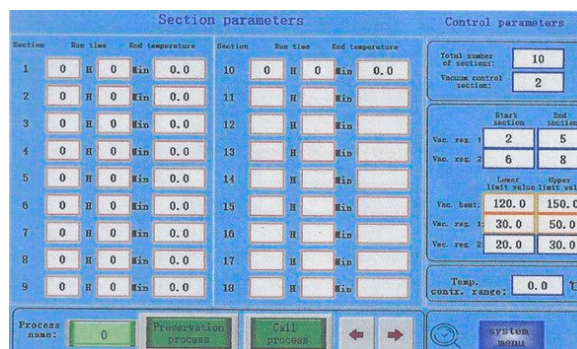 Section parameters
Control parameters
Section Run time End temperature Section Run time End temperature
1 0 H 0 Min 0.0 10 0 H 0 Min 0.0
2 0 H 0 Min 0.0 11 H Min
3 0 H 0 Min 0.0 12 H Min
4 0 H 0 Min 0.0 13 H Min
5 0 H 0 Min 0.0 14 H Min
6 0 H 0 Min 0.0 15 H Min
7 0 H 0 Min 0.0 16 H Min
8 0 H 0 Min 0.0 17 H Min
9 0 H 0 Min 0.0 18 H Min
Total number of sections: 10
Vacuum control section: 2
Start section End section
Vac. reg. 1 2 5
Vac. reg. 2 6 8
Lower limit value Upper limit val
Vac. best: 120.0 150.0
Vac. reg. 1: 30.0 50.0
Vac. reg. 2 20.0 30.0
Temp. contr. range: 0.0
Process name: 0
Preservation process
Call process
system menu